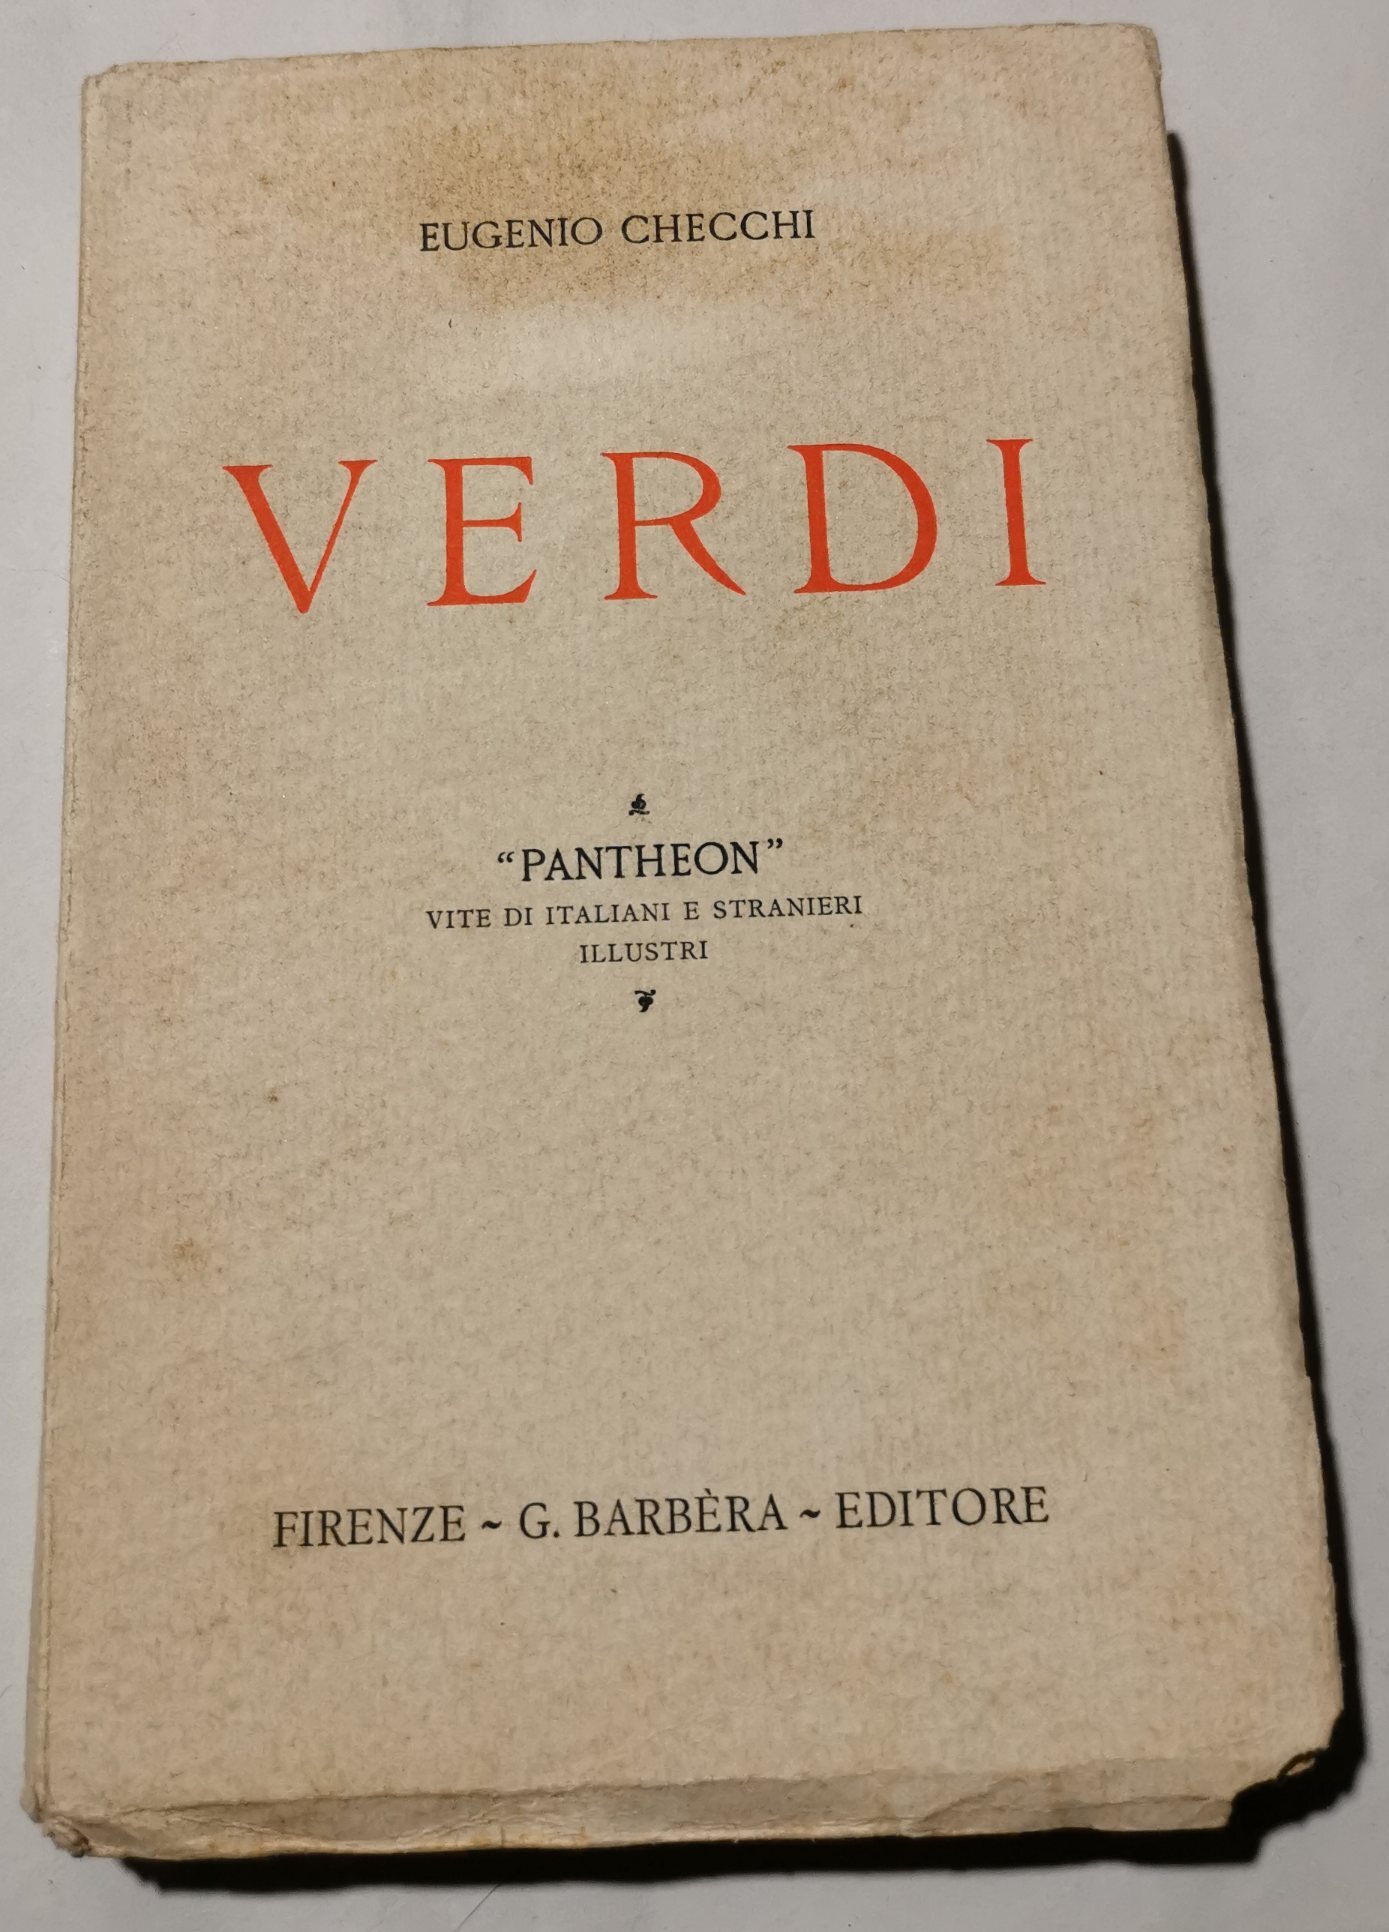 EUGENIO CHECCHI
VERDI
“PANTHEON”
VITE DI ITALIANI E STRANIERI
ILLUSTRI
FIRENZE ~ G. BARBÈRA ~ EDITORE